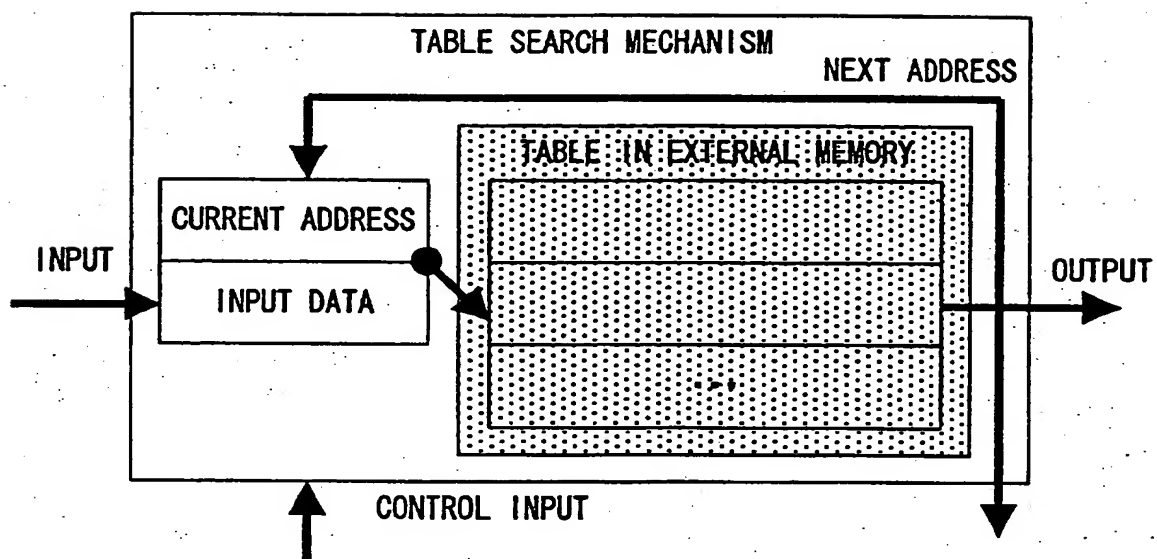 TABLE SEARCH MECHANISM
NEXT ADDRESS
TABLE IN EXTERNAL MEMORY
CURRENT ADDRESS
INPUT
OUTPUT
INPUT DATA
...
CONTROL INPUT